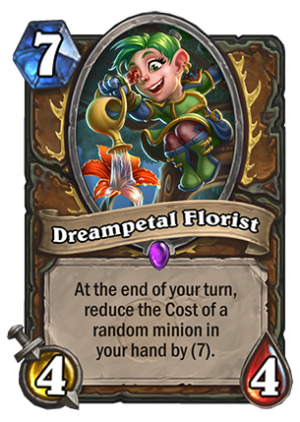 7
Dreampetal Florist
At the end of your turn,
reduce the Cost of a
random minion in
your hand by (7).
4 4